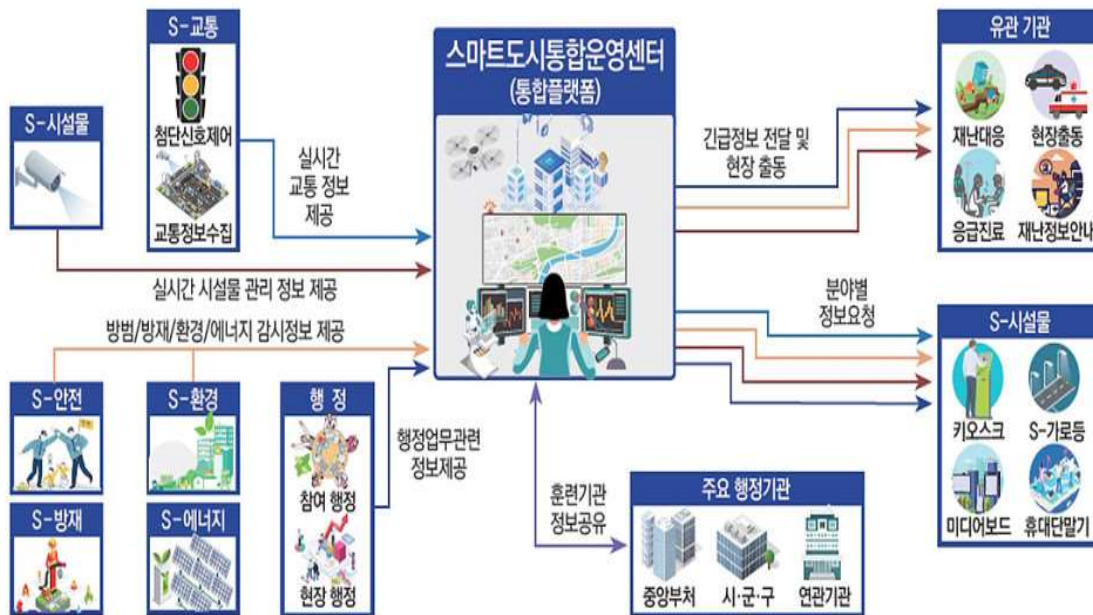 S-교통
첨단신호제어
교통정보수집
S-시설물
실시간
교통 정보
제공
실시간 시설물 관리 정보 제공
방범/방재/환경/에너지 감시정보 제공
S-안전
S-환경
S-방재
S-에너지
행 정
참여 행정
현장 행정
행정업무관련
정보제공
스마트도시통합운영센터
(통합플랫폼)
긴급정보 전달 및
현장 출동
유관 기관
재난대응
현장출동
응급진료
재난정보안내
분야별
정보요청
S-시설물
키오스크
S-가로등
미디어보드
휴대단말기
훈련기관
정보공유
주요 행정기관
중앙부처
시·군·구
연관기관